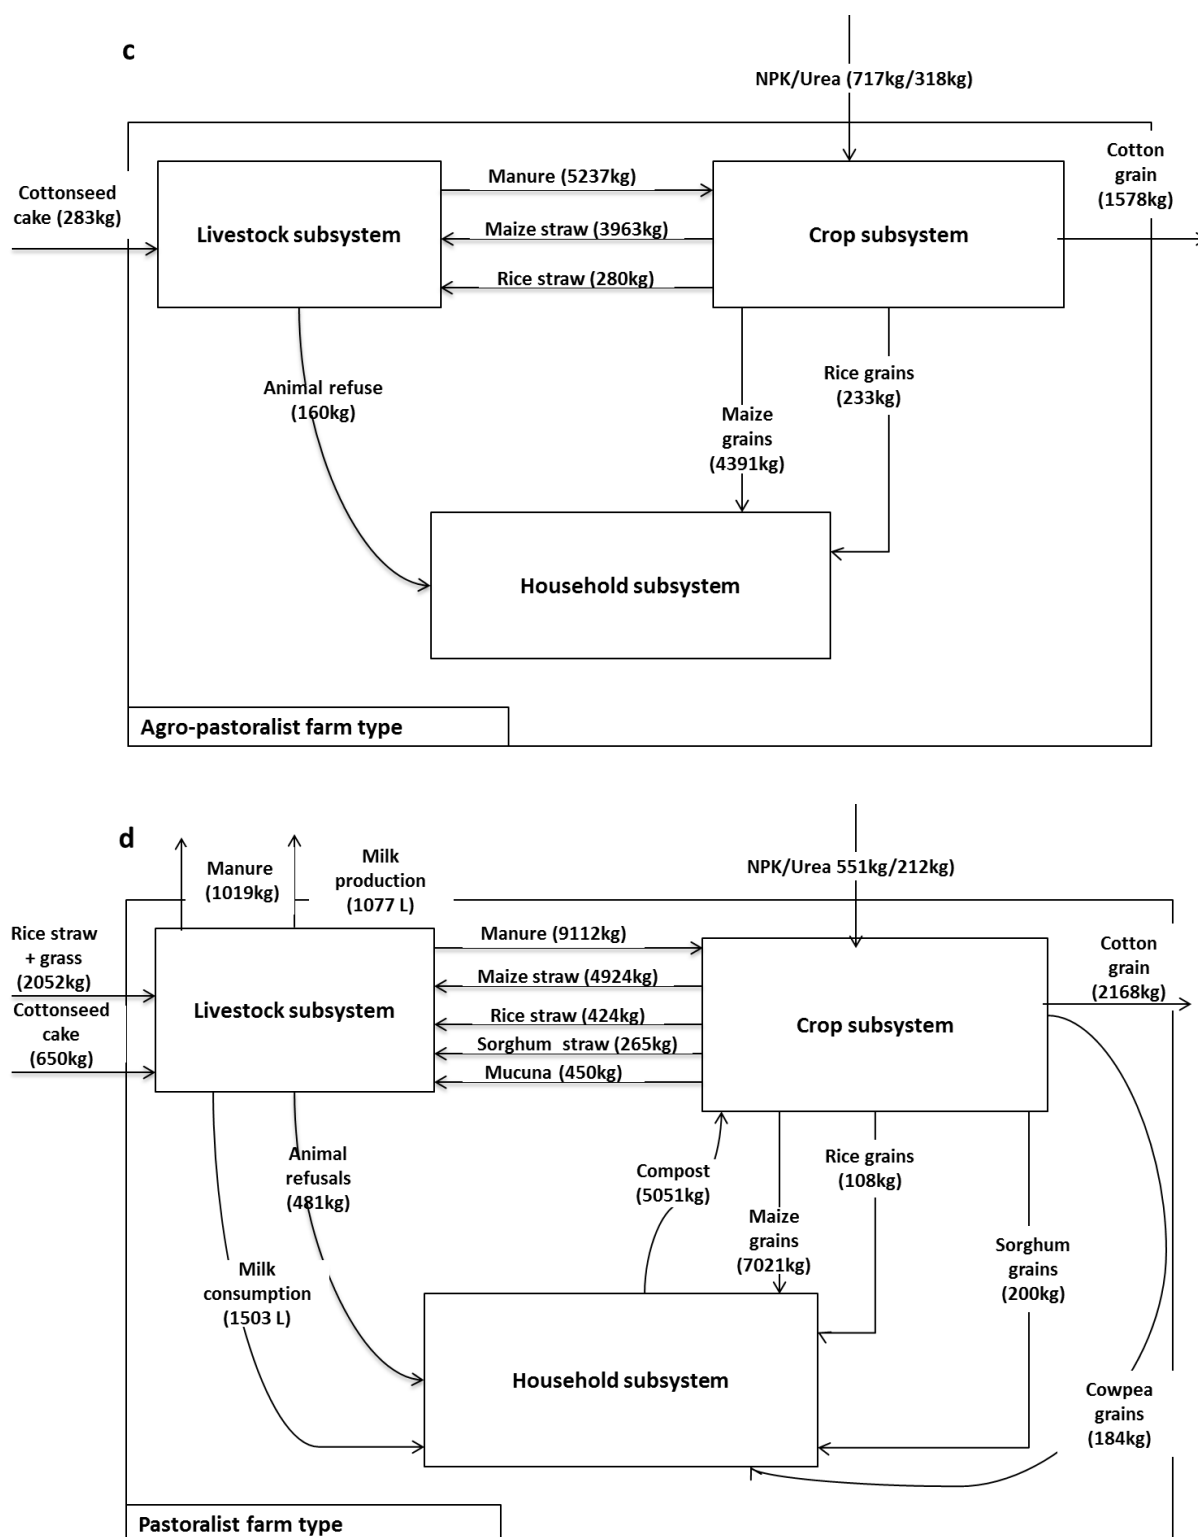 c
NPK/Urea (717kg/318kg)
Cottonseed
cake (283kg)
Livestock subsystem
Manure (5237kg)
Maize straw (3963kg)
Rice straw (280kg)
Crop subsystem
Cotton
grain
(1578kg)
Animal refuse
(160kg)
Maize
grains
(4391kg)
Rice grains
(233kg)
Household subsystem
Agro-pastoralist farm type
d
Manure
(1019kg)
Milk
production
(1077 L)
NPK/Urea 551kg/212kg)
Rice straw
+ grass
(2052kg)
Cottonseed
cake
(650kg)
Livestock subsystem
Manure (9112kg)
Maize straw (4924kg)
Rice straw (424kg)
Sorghum straw (265kg)
Mucuna (450kg)
Crop subsystem
Cotton
grain
(2168kg)
Animal
refusals
(481kg)
Milk
consumption
(1503 L)
Compost
(5051kg)
Maize
grains
(7021kg)
Rice grains
(108kg)
Sorghum
grains
(200kg)
Cowpea
grains
(184kg)
Household subsystem
Pastoralist farm type